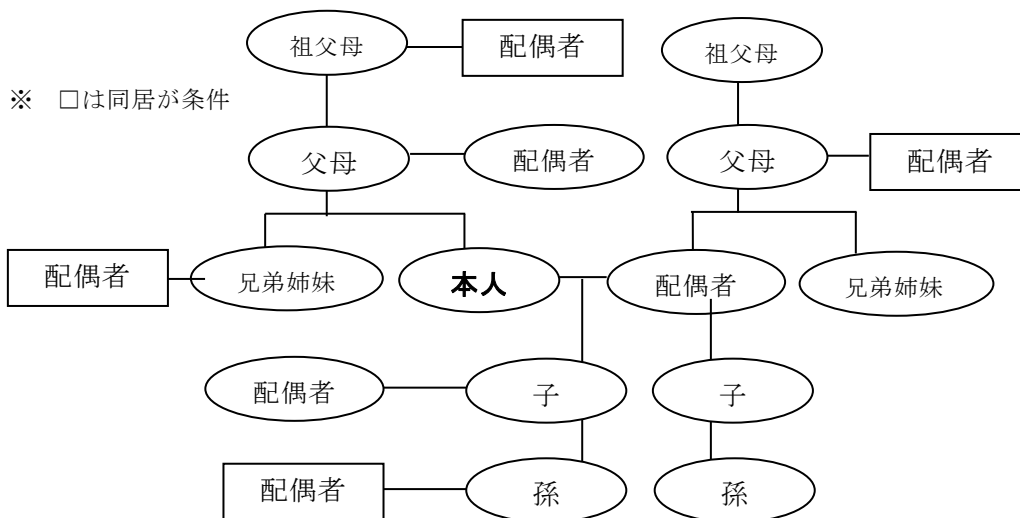 祖父母
配偶者
祖父母
※ □は同居が条件
父母
配偶者
父母
配偶者
配偶者
兄弟姉妹
本人
配偶者
兄弟姉妹
配偶者
子
子
配偶者
孫
孫